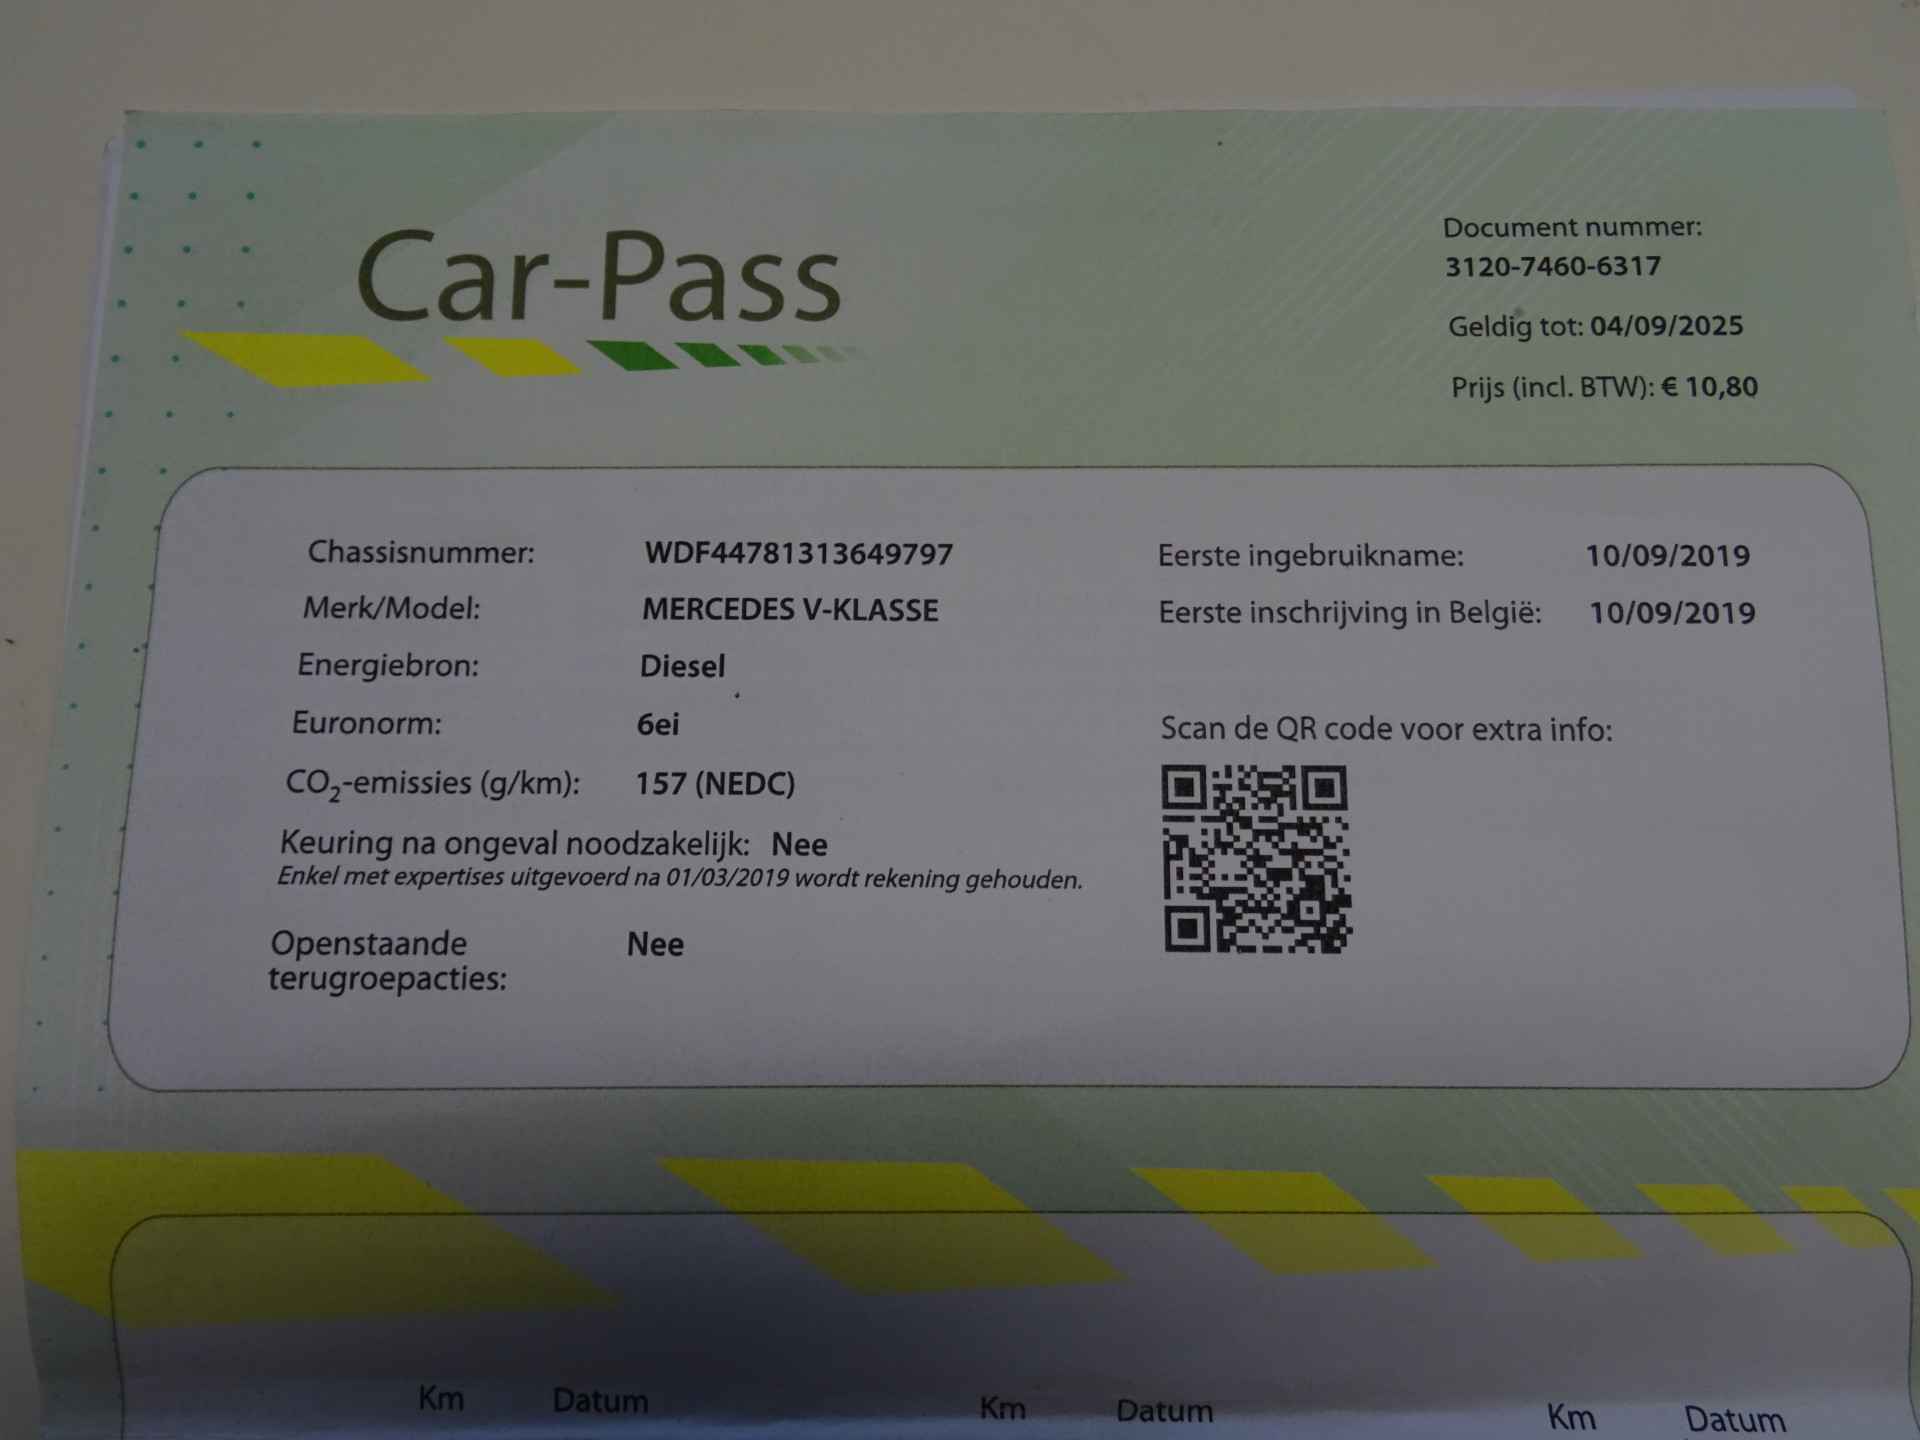 Car-Pass
Document nummer:
3120-7460-6317
Geldig tot: 04/09/2025
Prijs (incl. BTW): € 10,80
Chassisnummer: WDF44781313649797
Merk/Model: MERCEDES V-KLASSE
Energiebron: Diesel
Euronorm: 6ei
CO2-emissies (g/km): 157 (NEDC)
Keuring na ongeval noodzakelijk: Nee
Enkel met expertises uitgevoerd na 01/03/2019 wordt rekening gehouden.
Openstaande terugroepacties: Nee
Eerste ingebruikname: 10/09/2019
Eerste inschrijving in België: 10/09/2019
Scan de QR code voor extra info:
Km Datum Km Datum Km Datum